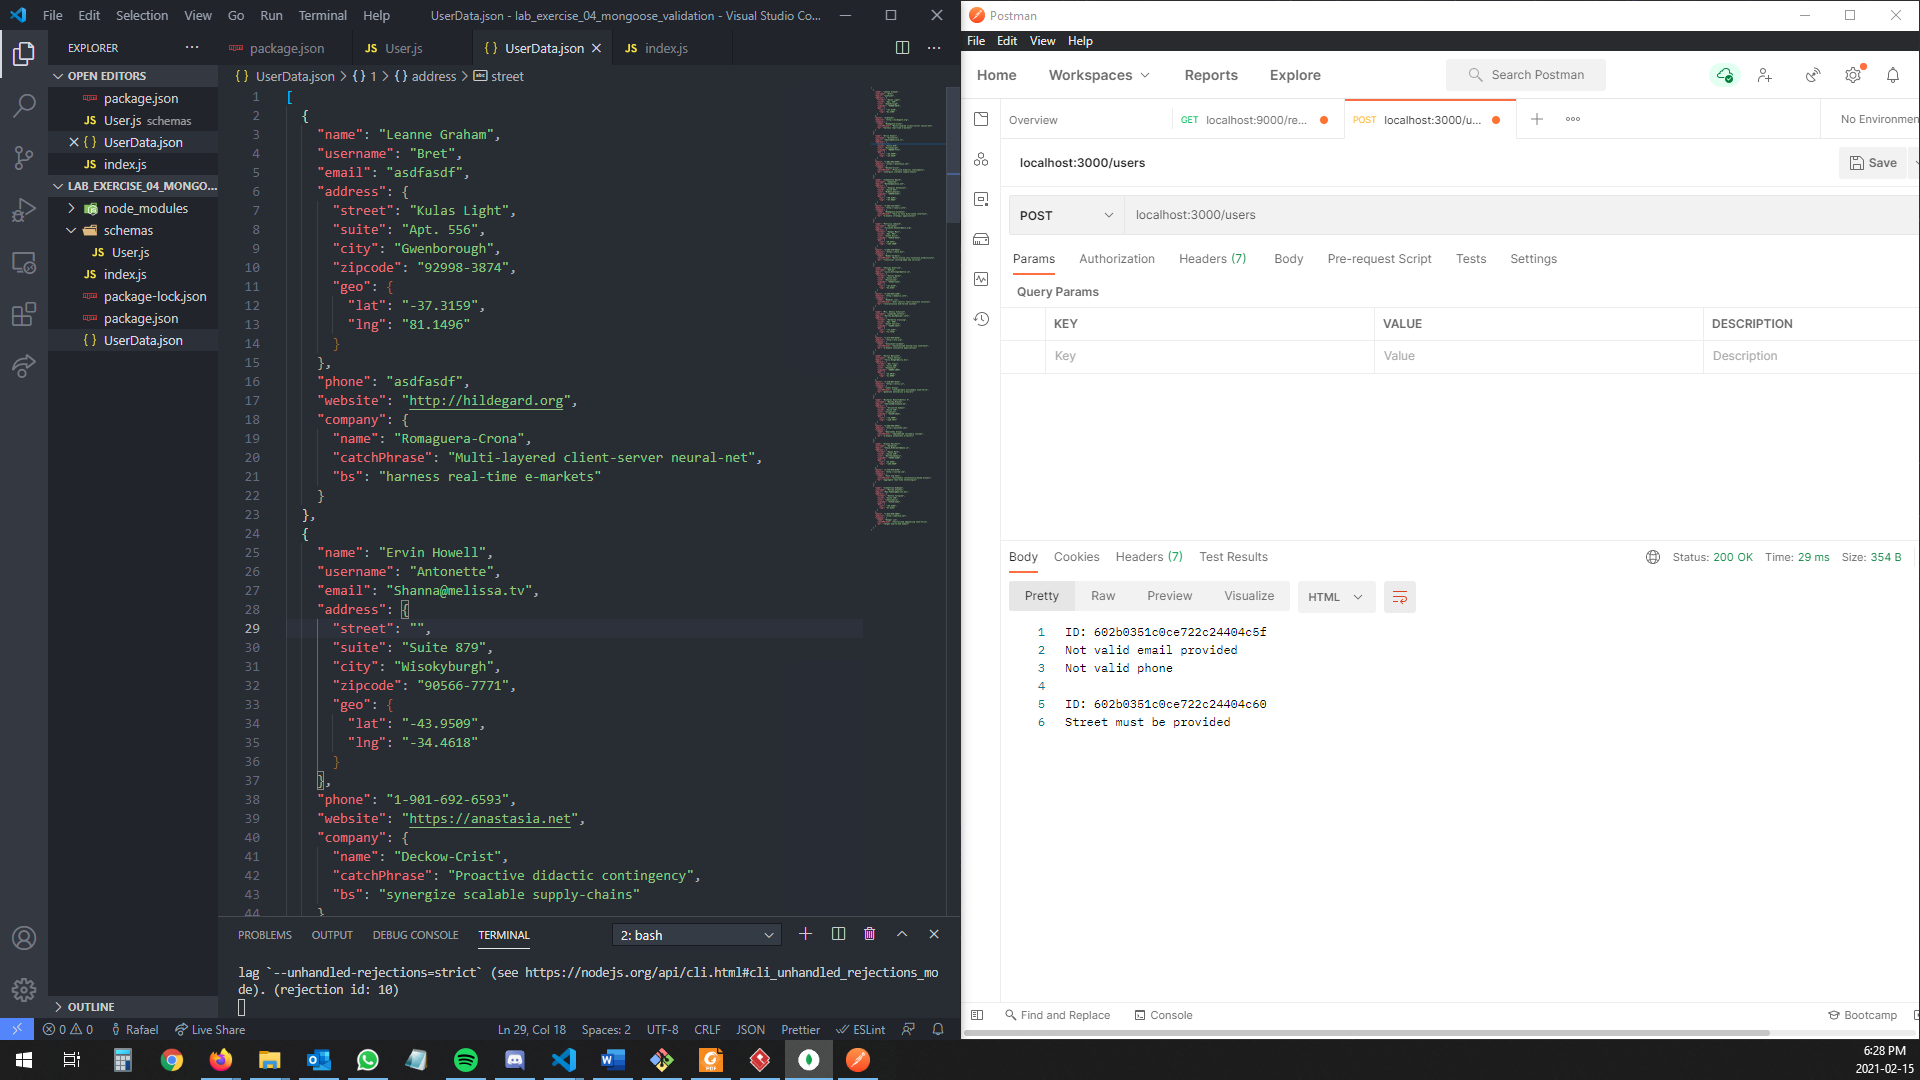 File Edit Selection View Go Run Terminal Help
UserData.json - lab_exercise_04_mongoose_validation - Visual Studio Co...
EXPLORER
OPEN EDITORS
package.json
User.js schemas
UserData.json
index.js
LAB_EXERCISE_04_MONGO...
node_modules
schemas
JS User.js
JS index.js
package-lock.json
package.json
{ } UserData.json
OUTLINE
package.json
JS User.js
{ } UserData.json
JS index.js
{ } UserData.json > { } 1 > { } address > street
1 [
2 {
3 "name": "Leanne Graham",
4 "username": "Bret",
5 "email": "asdfasdf",
6 "address": {
7 "street": "Kulas Light",
8 "suite": "Apt. 556",
9 "city": "Gwenborough",
10 "zipcode": "92998-3874",
11 "geo": {
12 "lat": "-37.3159",
13 "lng": "81.1496"
14 }
15 },
16 "phone": "asdfasdf",
17 "website": "http://hildegard.org",
18 "company": {
19 "name": "Romaguera-Crona",
20 "catchPhrase": "Multi-layered client-server neural-net",
21 "bs": "harness real-time e-markets"
22 }
23 },
24 {
25 "name": "Ervin Howell",
26 "username": "Antonette",
27 "email": "Shanna@melissa.tv",
28 "address": {
29 "street": "",
30 "suite": "Suite 879",
31 "city": "Wisokyburgh",
32 "zipcode": "90566-7771",
33 "geo": {
34 "lat": "-43.9509",
35 "lng": "-34.4618"
36 }
37 },
38 "phone": "1-901-692-6593",
39 "website": "https://anastasia.net",
40 "company": {
41 "name": "Deckow-Crist",
42 "catchPhrase": "Proactive didactic contingency",
43 "bs": "synergize scalable supply-chains"
44 }
PROBLEMS OUTPUT DEBUG CONSOLE TERMINAL
2: bash
lag `--unhandled-rejections=strict` (see https://nodejs.org/api/cli.html#cli_unhandled_rejections_mo
de). (rejection id: 10)
0 0 Rafael Live Share
Ln 29, Col 18 Spaces: 2 UTF-8 CRLF JSON Prettier ESLint
Postman
File Edit View Help
Home Workspaces Reports Explore
Search Postman
Overview
GET localhost:9000/re...
POST localhost:3000/u...
No Environmen
localhost:3000/users
Save
POST
localhost:3000/users
Params Authorization Headers (7) Body Pre-request Script Tests Settings
Query Params
KEY VALUE DESCRIPTION
Key Value Description
Body Cookies Headers (7) Test Results
Status: 200 OK Time: 29 ms Size: 354 B
Pretty Raw Preview Visualize HTML
1 ID: 602b0351c0ce722c24404c5f
2 Not valid email provided
3 Not valid phone
4
5 ID: 602b0351c0ce722c24404c60
6 Street must be provided
Find and Replace Console
Bootcamp
6:28 PM
2021-02-15